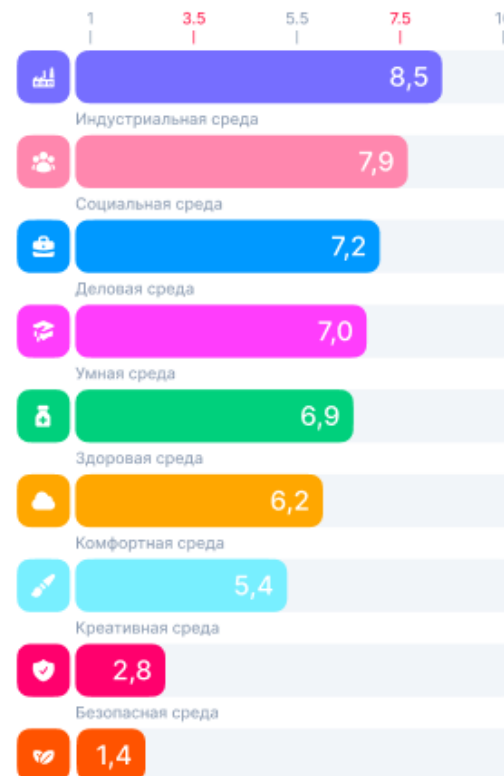 1 3.5 5.5 7.5
8,5
Индустриальная среда
7,9
Социальная среда
7,2
Деловая среда
7,0
Умная среда
6,9
Здоровая среда
6,2
Комфортная среда
5,4
Креативная среда
2,8
Безопасная среда
1,4